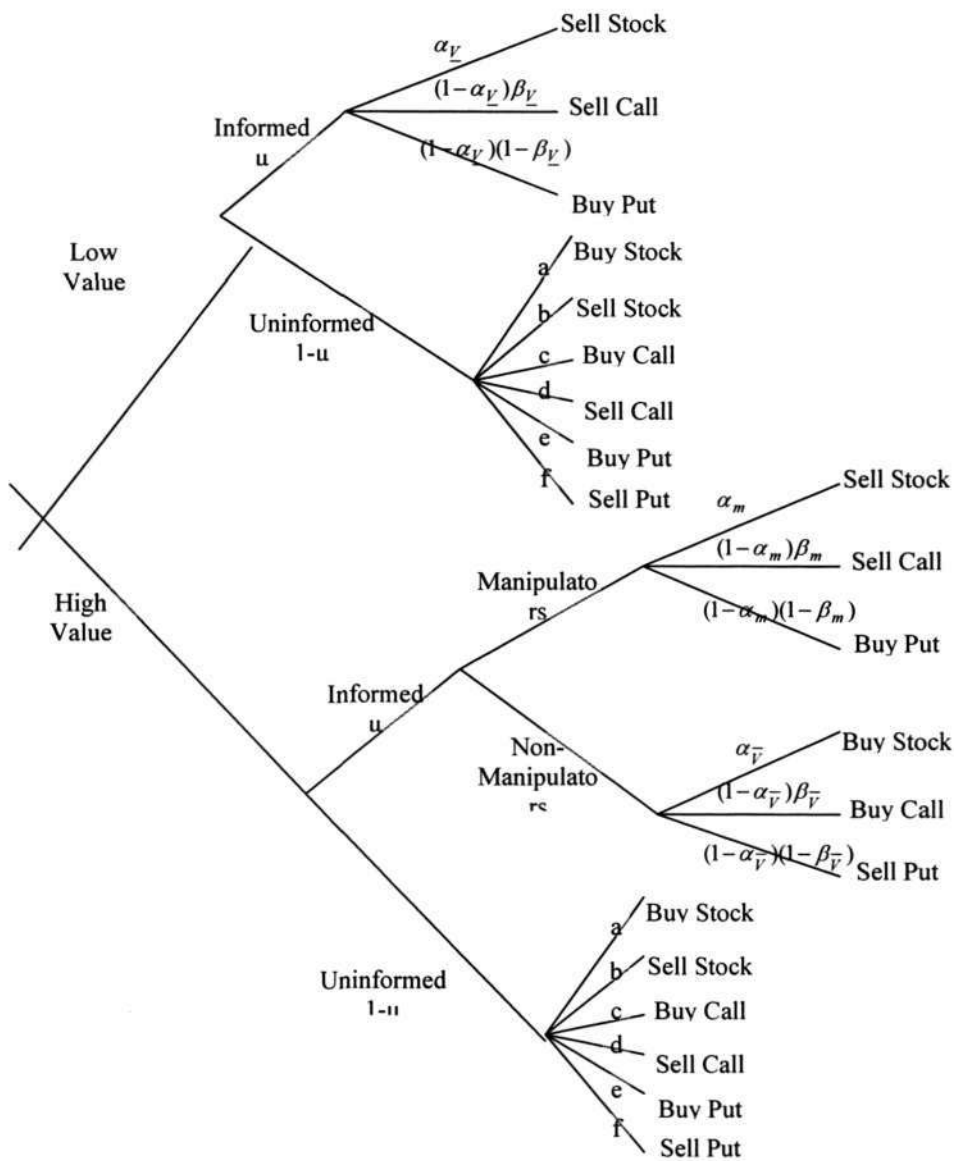 Sell Stock
α_V̲
(1-α_V̲)β_V̲
Sell Call
Informed
u
(1-α_V̲)(1-β_V̲)
Buy Put
Low
Value
Buy Stock
a
Sell Stock
b
Uninformed
1-u
c
Buy Call
d
Sell Call
e
Buy Put
f
Sell Put
Sell Stock
α_m
(1-α_m)β_m
Sell Call
High
Value
Manipulato
rs
(1-α_m)(1-β_m)
Buy Put
Informed
u
Non-
Manipulato
rs
α_V̅
Buy Stock
(1-α_V̅)β_V̅
Buy Call
(1-α_V̅)(1-β_V̅)
Sell Put
Buy Stock
a
Sell Stock
b
Uninformed
1-u
c
Buy Call
d
Sell Call
e
Buy Put
f
Sell Put